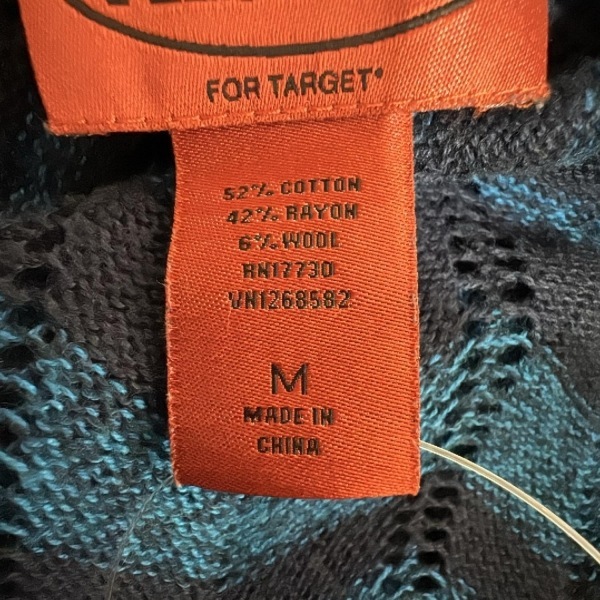 FOR TARGET®
52% COTTON
42% RAYON
6% WOOL
RN17730
VN1268582
M
MADE IN
CHINA